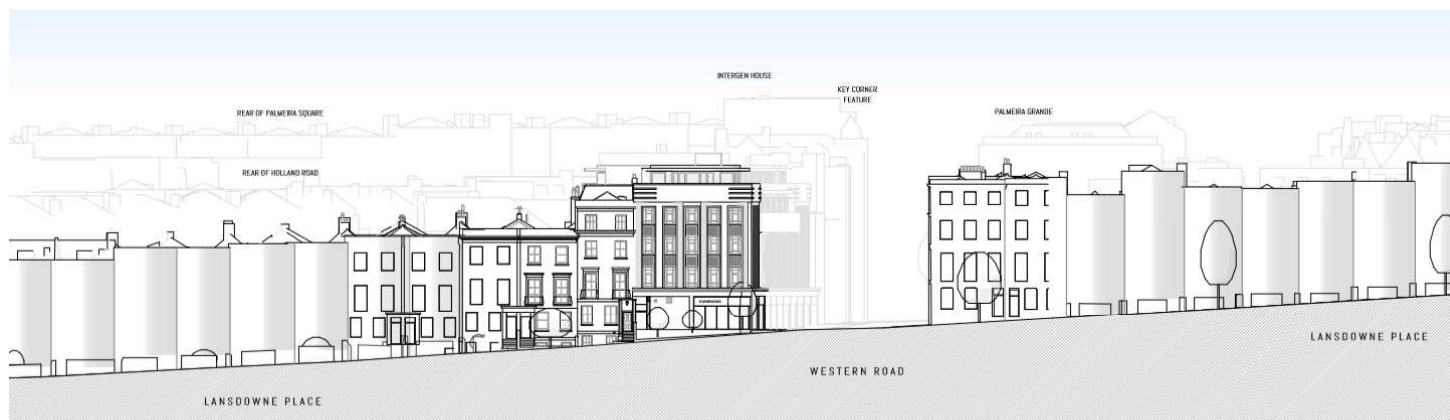 INTERGEN HOUSE
KEY CORNER
FEATURE
REAR OF PALMEIRA SQUARE
PALMEIRA GRANDE
REAR OF HOLLAND ROAD
LANSDOWNE PLACE
WESTERN ROAD
LANSDOWNE PLACE